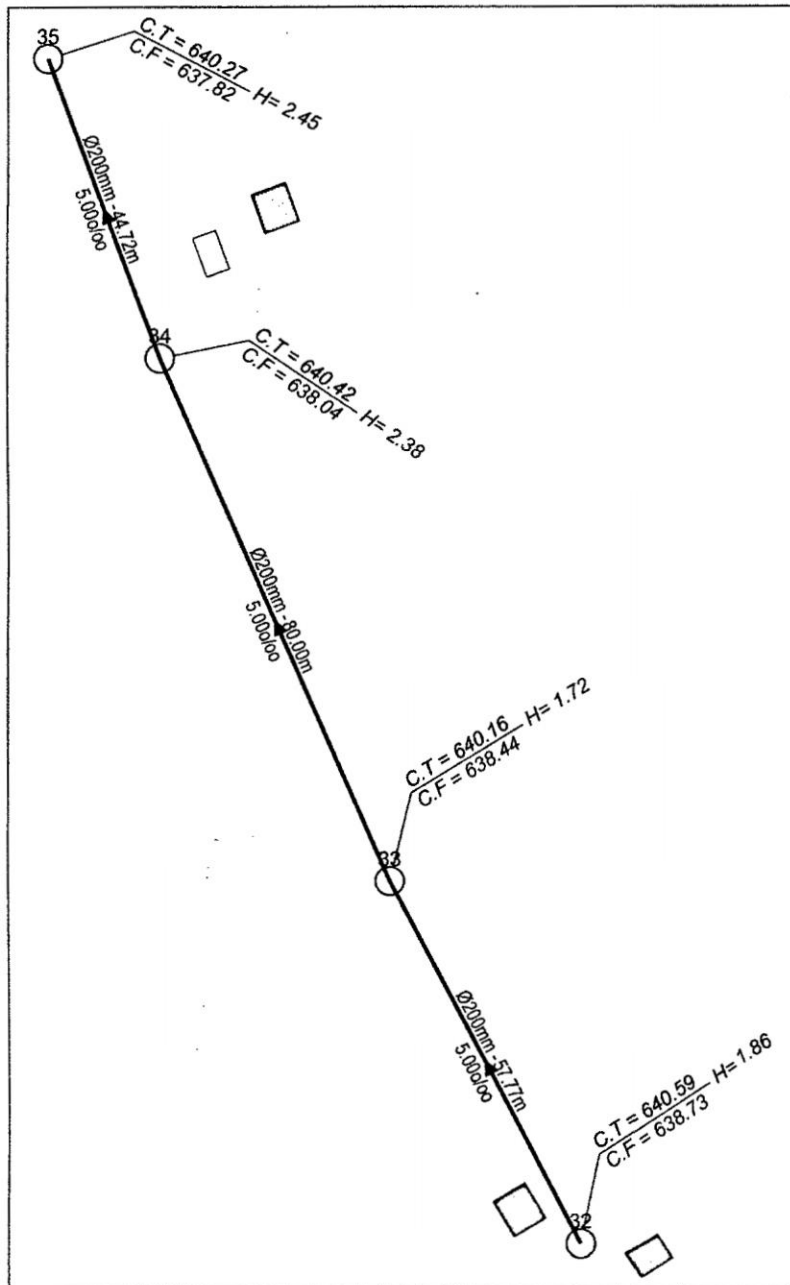 35
C.T = 640.27
C.F = 637.82
H= 2.45
Ø200mm -44.72m
5.00o/oo
34
C.T = 640.42
C.F = 638.04
H= 2.38
Ø200mm -80.00m
5.00o/oo
C.T = 640.16
C.F = 638.44
H= 1.72
33
Ø200mm -57.77m
5.00o/oo
C.T = 640.59
C.F = 638.73
H=1.86
32